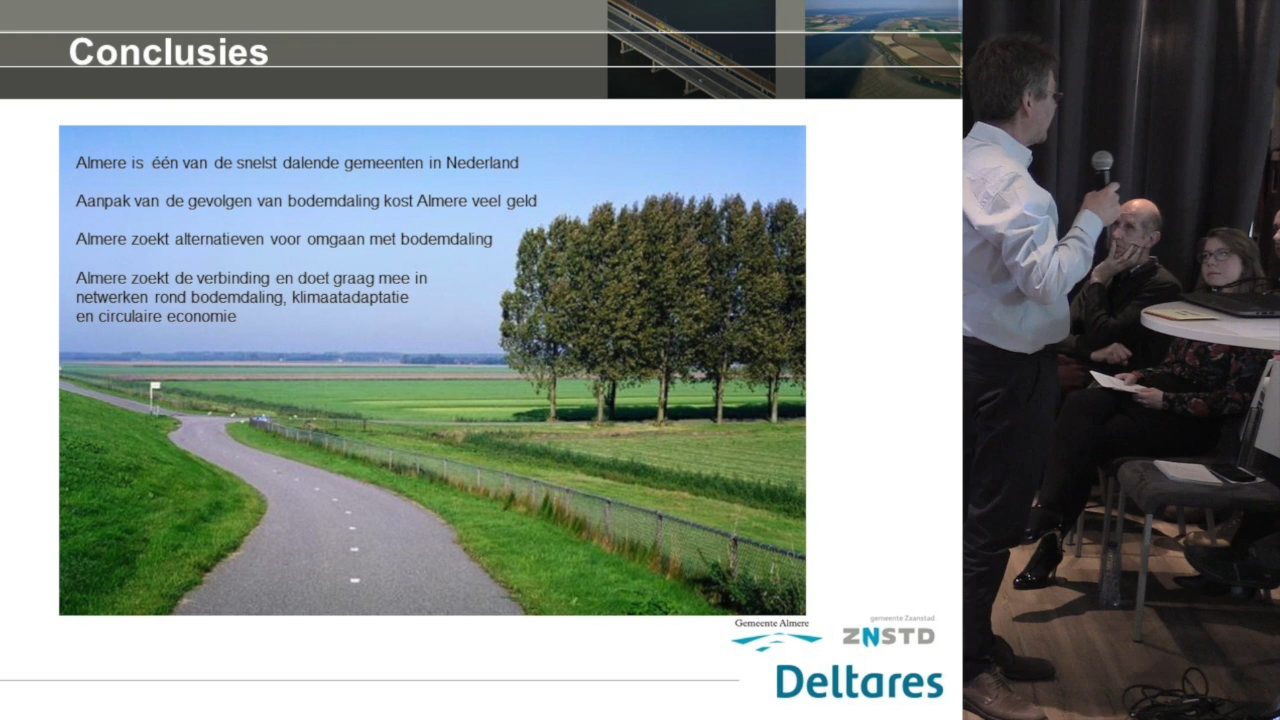 Conclusies
Almere is één van de snelst dalende gemeenten in Nederland
Aanpak van de gevolgen van bodemdaling kost Almere veel geld
Almere zoekt alternatieven voor omgaan met bodemdaling
Almere zoekt de verbinding en doet graag mee in
netwerken rond bodemdaling, klimaatadaptatie
en circulaire economie
Gemeente Almere
gemeente Zaanstad
ZNSTD
Deltares